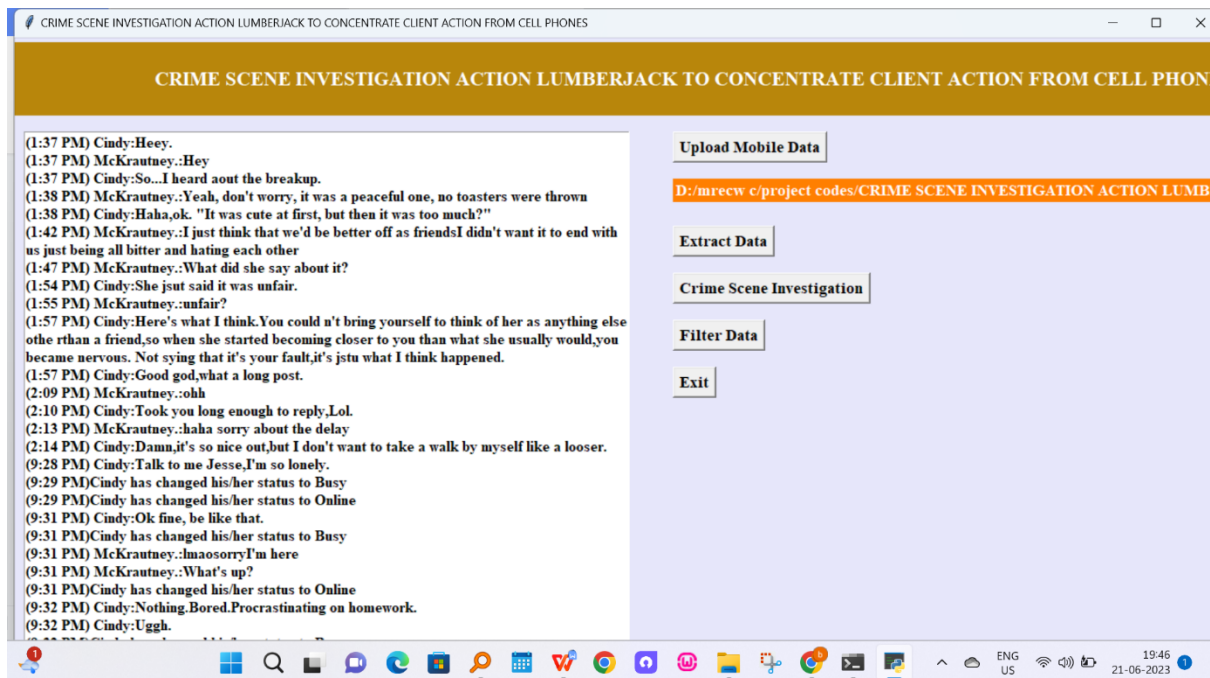 CRIME SCENE INVESTIGATION ACTION LUMBERJACK TO CONCENTRATE CLIENT ACTION FROM CELL PHONES
CRIME SCENE INVESTIGATION ACTION LUMBERJACK TO CONCENTRATE CLIENT ACTION FROM CELL PHON
(1:37 PM) Cindy:Heey.
(1:37 PM) McKrautney.:Hey
(1:37 PM) Cindy:So...I heard aout the breakup.
(1:38 PM) McKrautney.:Yeah, don't worry, it was a peaceful one, no toasters were thrown
(1:38 PM) Cindy:Haha,ok. "It was cute at first, but then it was too much?"
(1:42 PM) McKrautney.:I just think that we'd be better off as friendsI didn't want it to end with
us just being all bitter and hating each other
(1:47 PM) McKrautney.:What did she say about it?
(1:54 PM) Cindy:She jsut said it was unfair.
(1:55 PM) McKrautney.:unfair?
(1:57 PM) Cindy:Here's what I think.You could n't bring yourself to think of her as anything else
othe rthan a friend,so when she started becoming closer to you than what she usually would,you
became nervous. Not sying that it's your fault,it's jstu what I think happened.
(1:57 PM) Cindy:Good god,what a long post.
(2:09 PM) McKrautney.:ohh
(2:10 PM) Cindy:Took you long enough to reply,Lol.
(2:13 PM) McKrautney.:haha sorry about the delay
(2:14 PM) Cindy:Damn,it's so nice out,but I don't want to take a walk by myself like a looser.
(9:28 PM) Cindy:Talk to me Jesse,I'm so lonely.
(9:29 PM)Cindy has changed his/her status to Busy
(9:29 PM)Cindy has changed his/her status to Online
(9:31 PM) Cindy:Ok fine, be like that.
(9:31 PM)Cindy has changed his/her status to Busy
(9:31 PM) McKrautney.:lmaosorryI'm here
(9:31 PM) McKrautney.:What's up?
(9:31 PM)Cindy has changed his/her status to Online
(9:32 PM) Cindy:Nothing.Bored.Procrastinating on homework.
(9:32 PM) Cindy:Uggh.
Upload Mobile Data
D:/mrecw c/project codes/CRIME SCENE INVESTIGATION ACTION LUMB
Extract Data
Crime Scene Investigation
Filter Data
Exit
1
ENG
US
19:46
21-06-2023
1